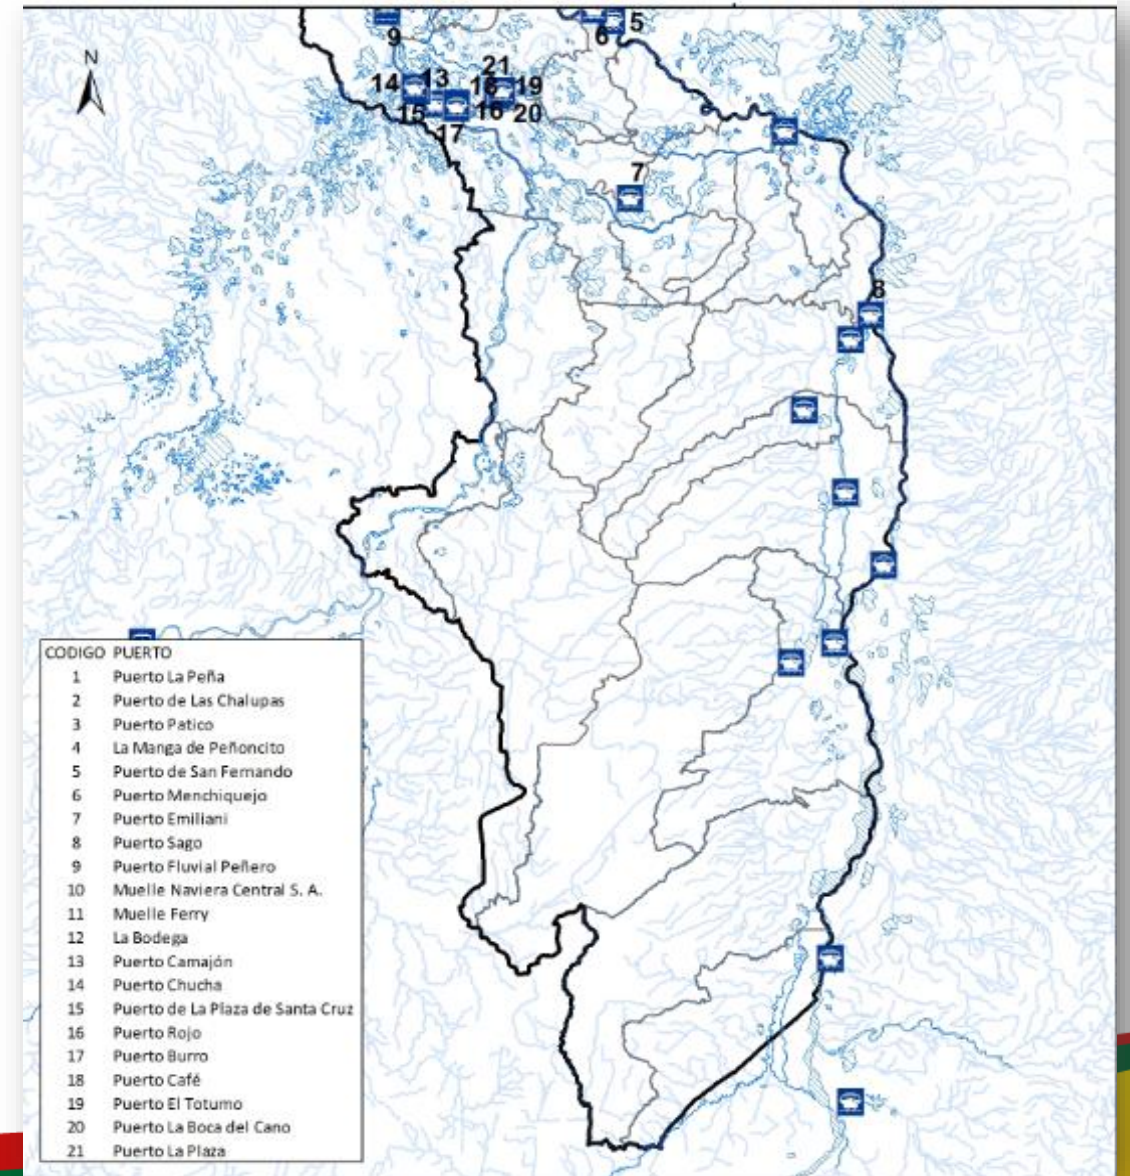 N
5
6
9
21
14
13
18
19
15
16
20
17
7
8
CODIGO PUERTO
1 Puerto La Peña
2 Puerto de Las Chalupas
3 Puerto Patico
4 La Manga de Peñoncito
5 Puerto de San Fernando
6 Puerto Menchiquejo
7 Puerto Emiliani
8 Puerto Sago
9 Puerto Fluvial Peñero
10 Muelle Naviera Central S. A.
11 Muelle Ferry
12 La Bodega
13 Puerto Camajón
14 Puerto Chucha
15 Puerto de La Plaza de Santa Cruz
16 Puerto Rojo
17 Puerto Burro
18 Puerto Café
19 Puerto El Totumo
20 Puerto La Boca del Cano
21 Puerto La Plaza